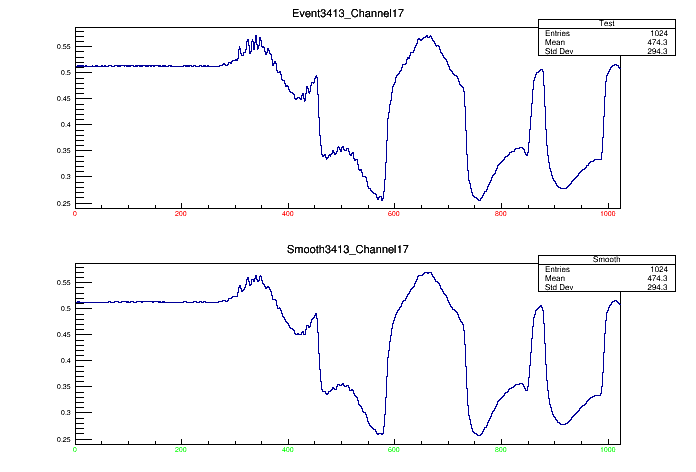 Event3413_Channel17
Test
Entries 1024
Mean 474.3
Std Dev 294.3
0.55
0.5
0.45
0.4
0.35
0.3
0.25
0 200 400 600 800 1000
Smooth3413_Channel17
Smooth
Entries 1024
Mean 474.3
Std Dev 294.3
0.55
0.5
0.45
0.4
0.35
0.3
0.25
0 200 400 600 800 1000